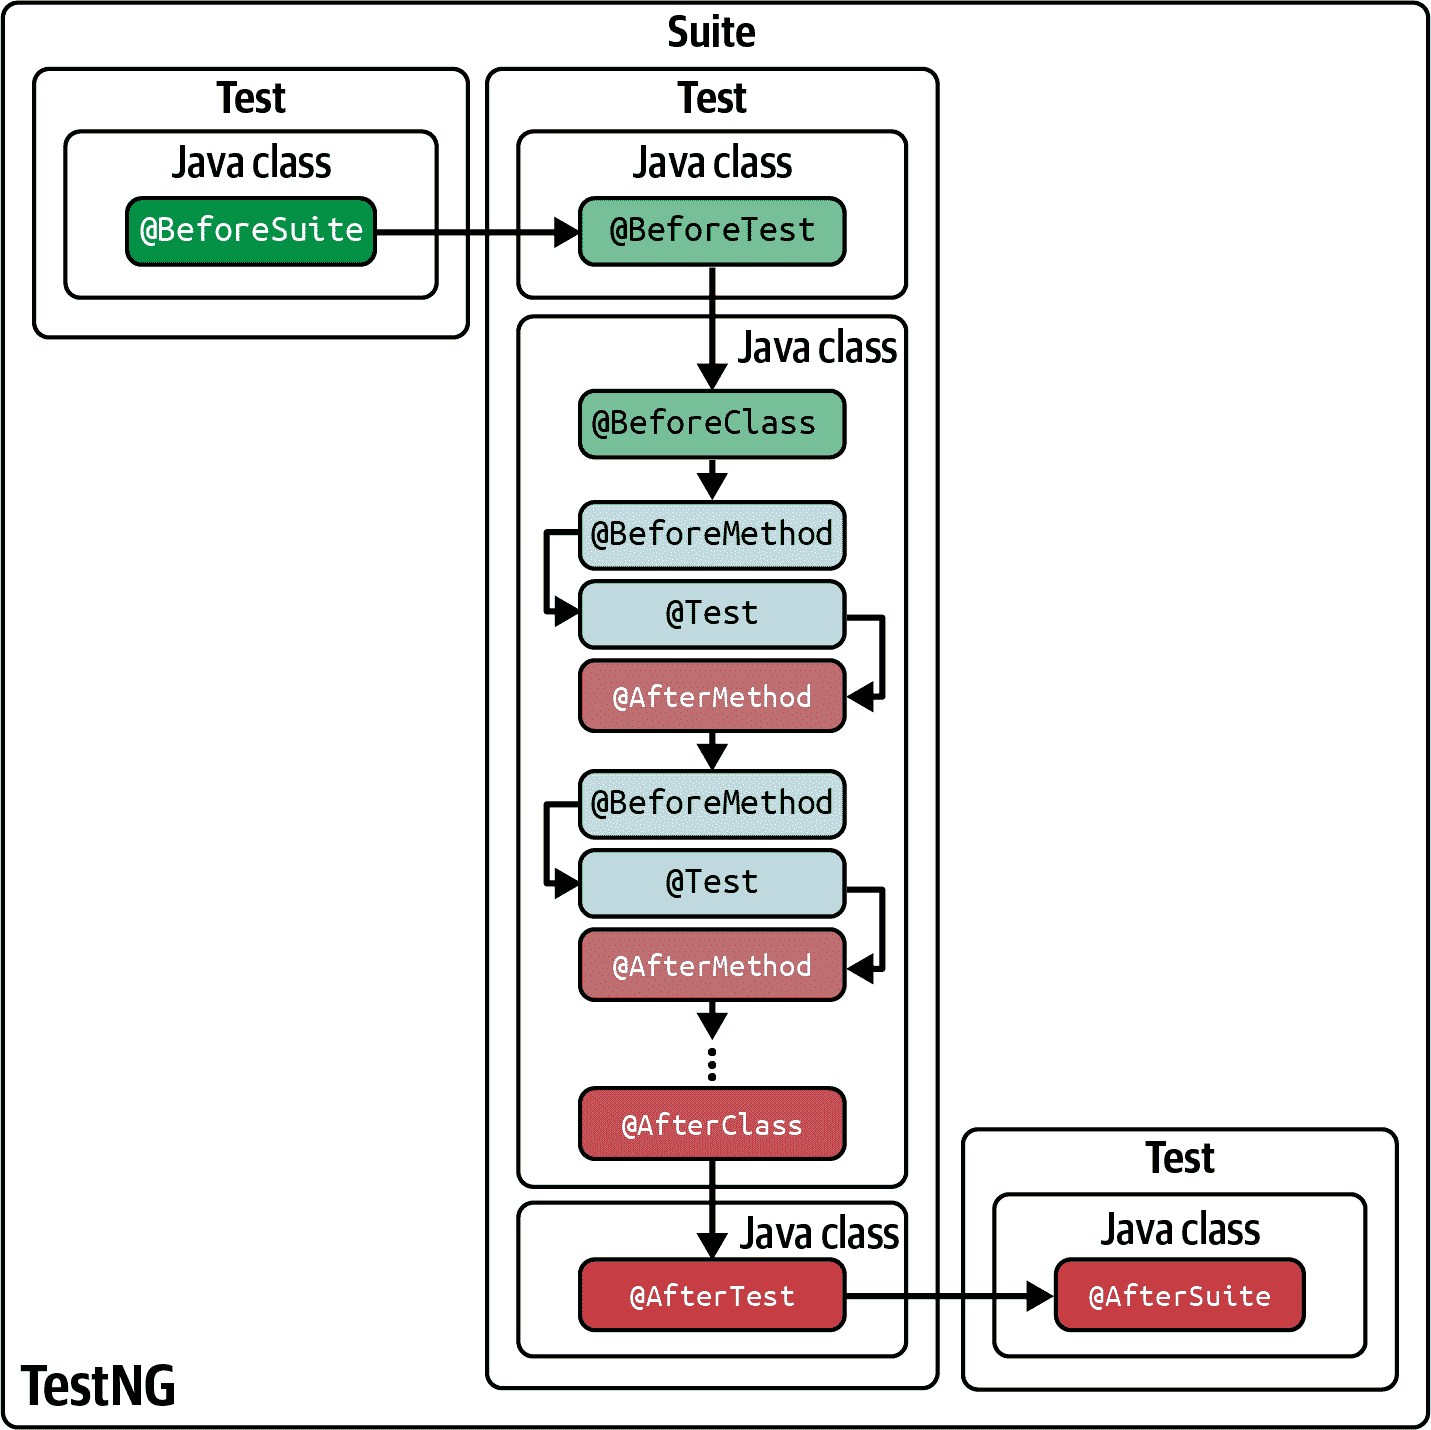 Suite
Test
Java class
@BeforeSuite
Test
Java class
@BeforeTest
Java class
@BeforeClass
@BeforeMethod
@Test
@AfterMethod
@BeforeMethod
@Test
@AfterMethod
@AfterClass
Java class
@AfterTest
Test
Java class
@AfterSuite
TestNG